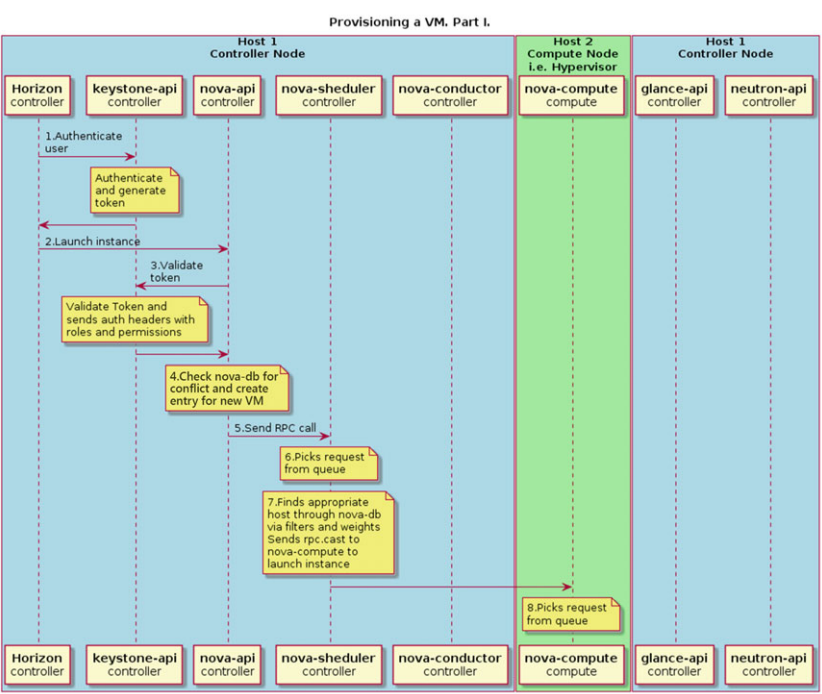 Provisioning a VM. Part I.
Host 1
Controller Node
Host 2
Compute Node
i.e. Hypervisor
Host 1
Controller Node
Horizon
controller
keystone-api
controller
nova-api
controller
nova-sheduler
controller
nova-conductor
controller
nova-compute
compute
glance-api
controller
neutron-api
controller
1.Authenticate
user
Authenticate
and generate
token
2.Launch instance
3.Validate
token
Validate Token and
sends auth headers with
roles and permissions
4.Check nova-db for
conflict and create
entry for new VM
5.Send RPC call
6.Picks request
from queue
7.Finds appropriate
host through nova-db
via filters and weights
Sends rpc.cast to
nova-compute to
launch instance
8.Picks request
from queue
Horizon
controller
keystone-api
controller
nova-api
controller
nova-sheduler
controller
nova-conductor
controller
nova-compute
compute
glance-api
controller
neutron-api
controller